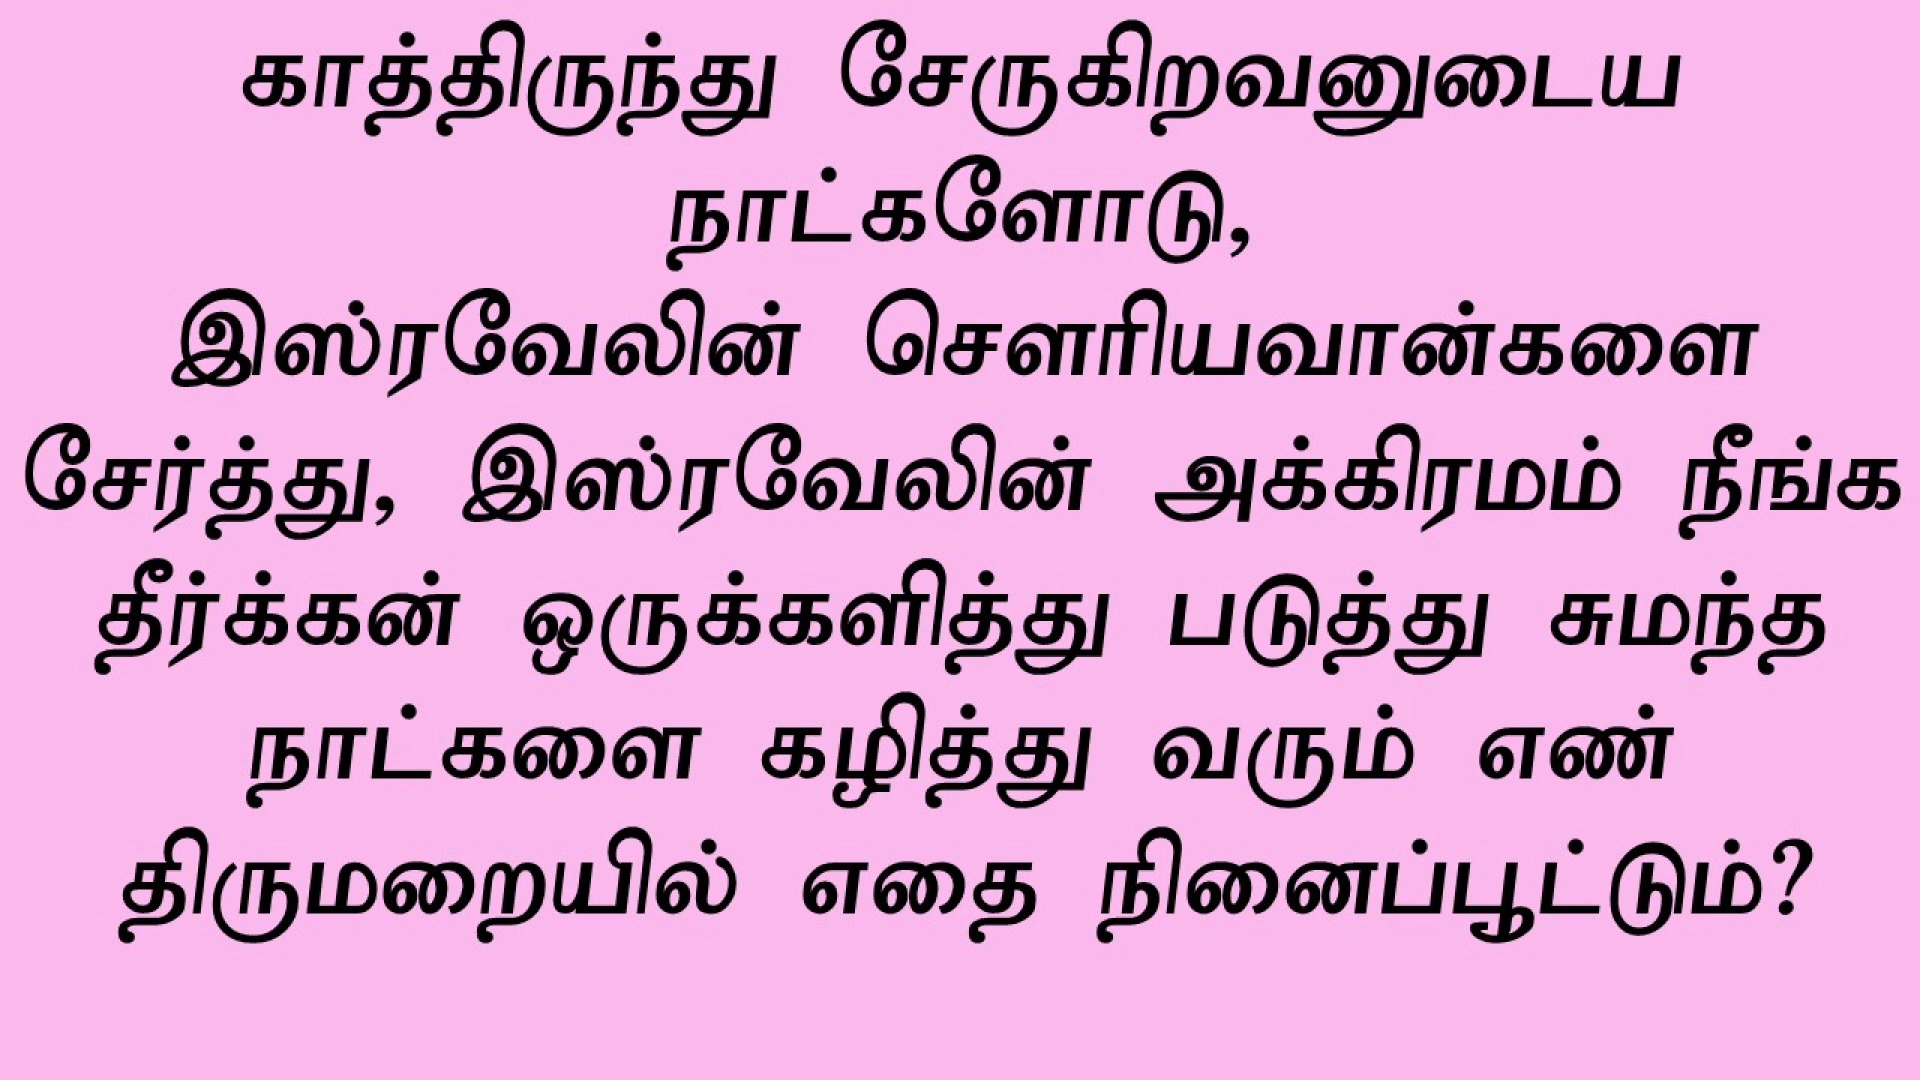 காத்திருந்து சேருகிறவனுடைய
நாட்களோடு,
இஸ்ரவேலின் சௌரியவான்களை
சேர்த்து, இஸ்ரவேலின் அக்கிரமம் நீங்க
தீர்க்கன் ஒருக்களித்து படுத்து சுமந்த
நாட்களை கழித்து வரும் எண்
திருமறையில் எதை நினைப்பூட்டும்?